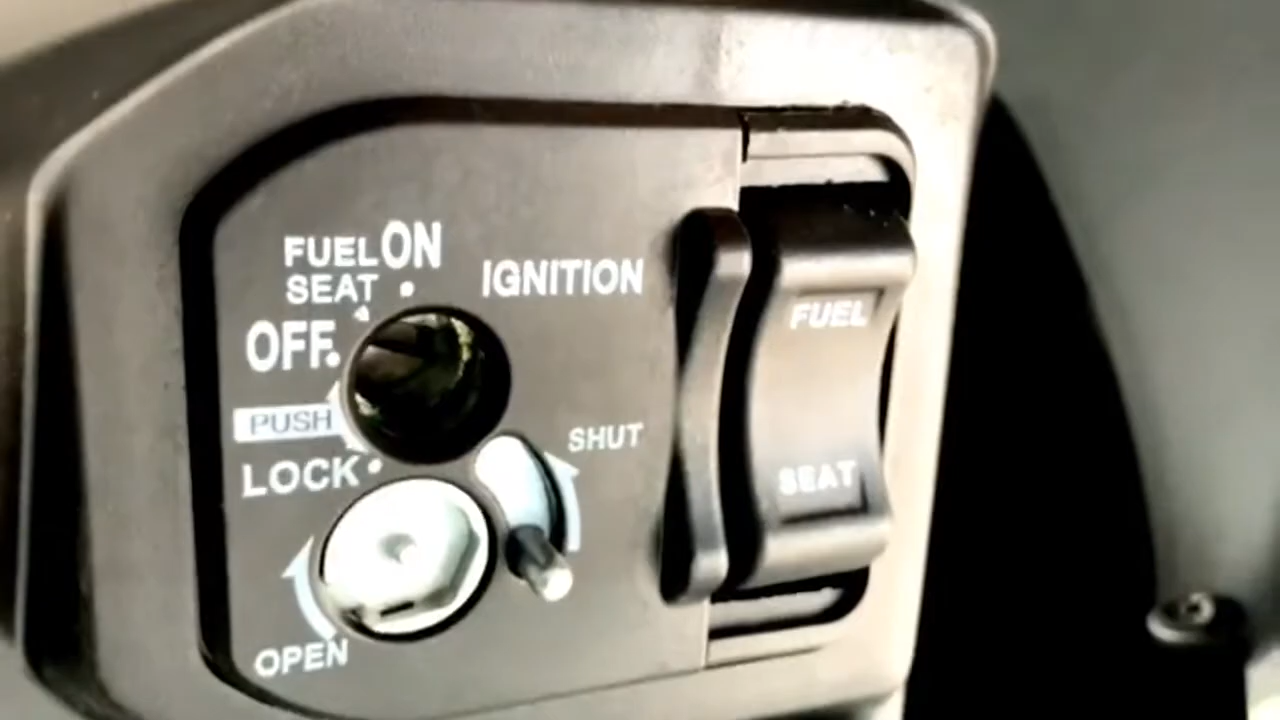 FUEL ON
SEAT
IGNITION
OFF
PUSH
LOCK
SHUT
OPEN
FUEL
SEAT